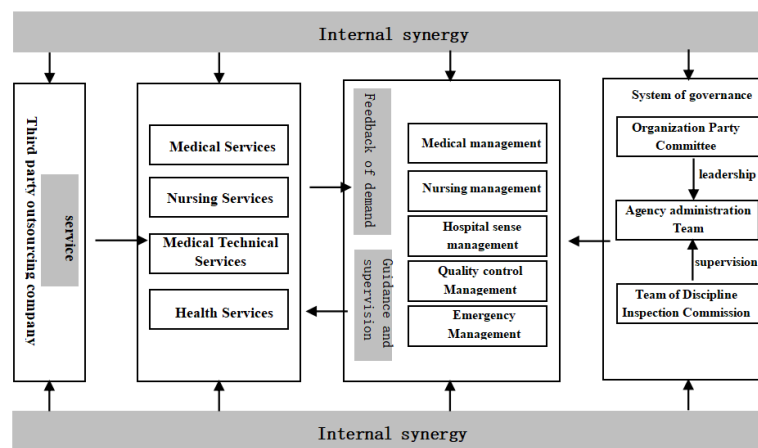 Internal synergy
Third party outsourcing company
service
Medical Services
Nursing Services
Medical Technical
Services
Health Services
Feedback of demand
Guidance and
supervision
Medical management
Nursing management
Hospital sense
management
Quality control
Management
Emergency
Management
System of governance
Organization Party
Committee
leadership
Agency administration
Team
supervision
Team of Discipline
Inspection Commission
Internal synergy